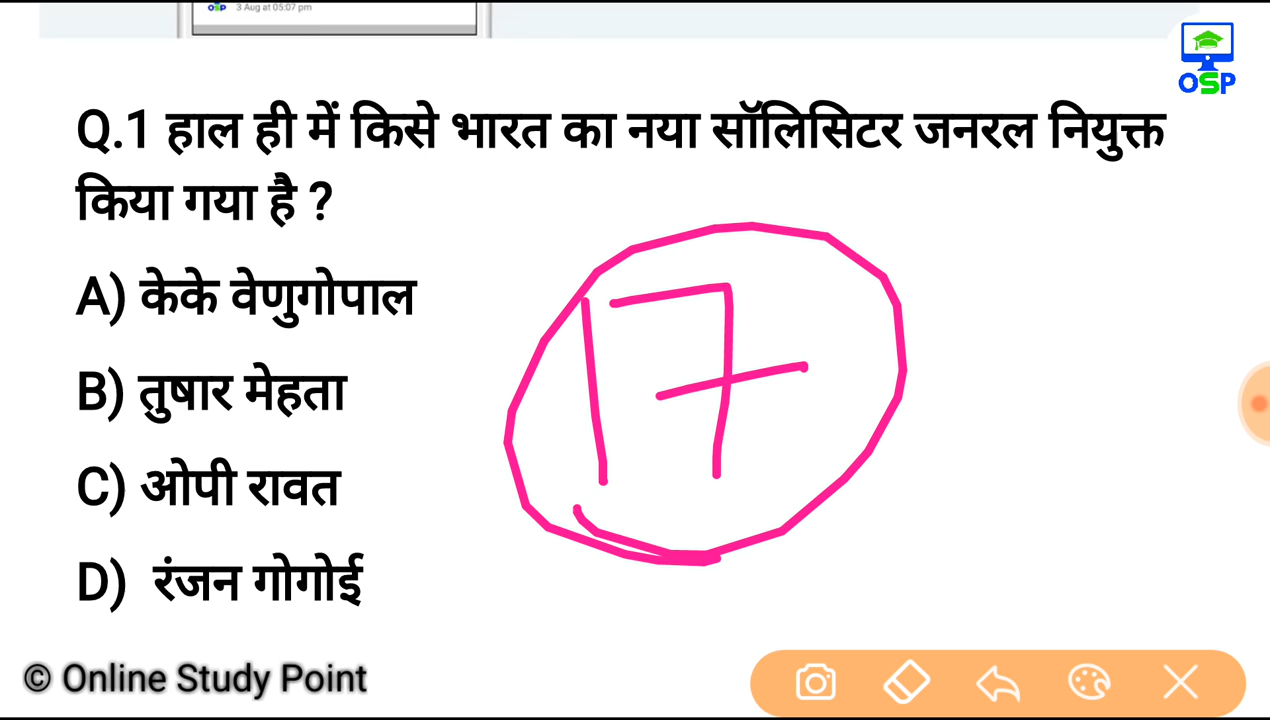 OSP 3 Aug at 05:07 pm
OSP
Q.1 हाल ही में किसे भारत का नया सॉलिसिटर जनरल नियुक्त
किया गया है ?
A) केके वेणुगोपाल
17
B) तुषार मेहता
C) ओपी रावत
D) रंजन गोगोई
© Online Study Point